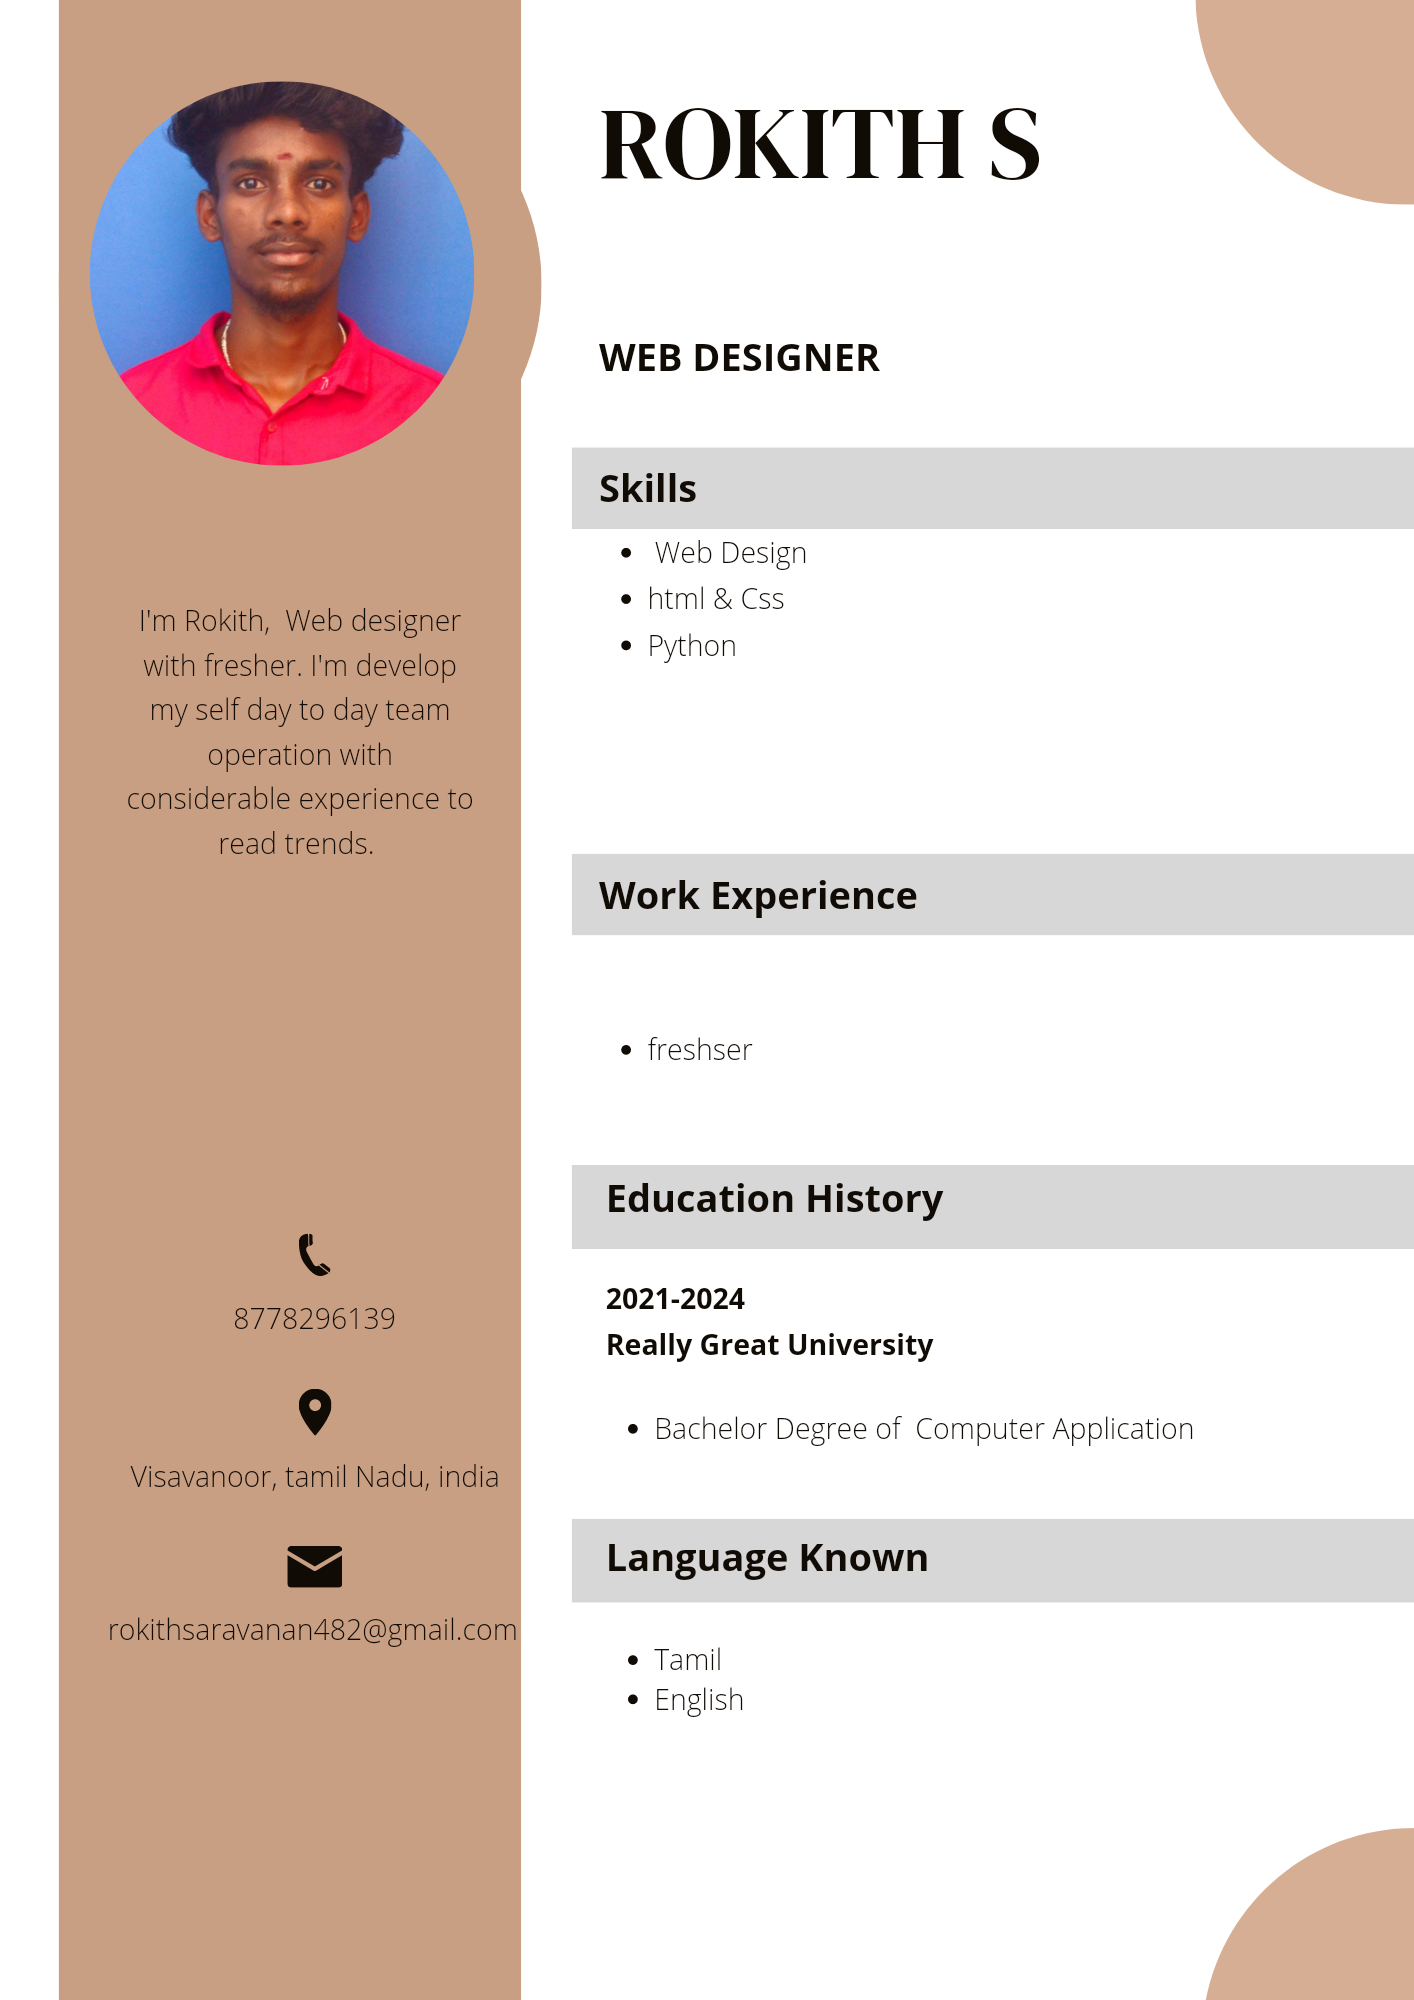 ROKITH S
WEB DESIGNER
I'm Rokith,  Web designer
with fresher. I'm develop
my self day to day team
operation with
considerable experience to
read trends.
8778296139
Visavanoor, tamil Nadu, india
rokithsaravanan482@gmail.com
Skills
• Web Design
• html & Css
• Python
Work Experience
• freshser
Education History
2021-2024
Really Great University
• Bachelor Degree of  Computer Application
Language Known
• Tamil
• English